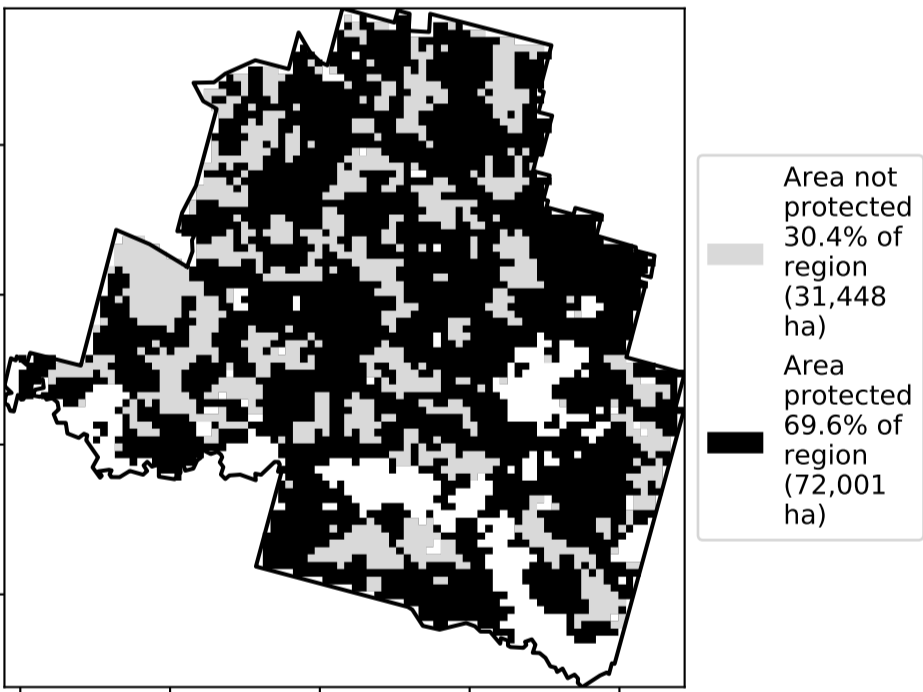 Area not
protected
30.4% of
region
(31,448
ha)
Area
protected
69.6% of
region
(72,001
ha)